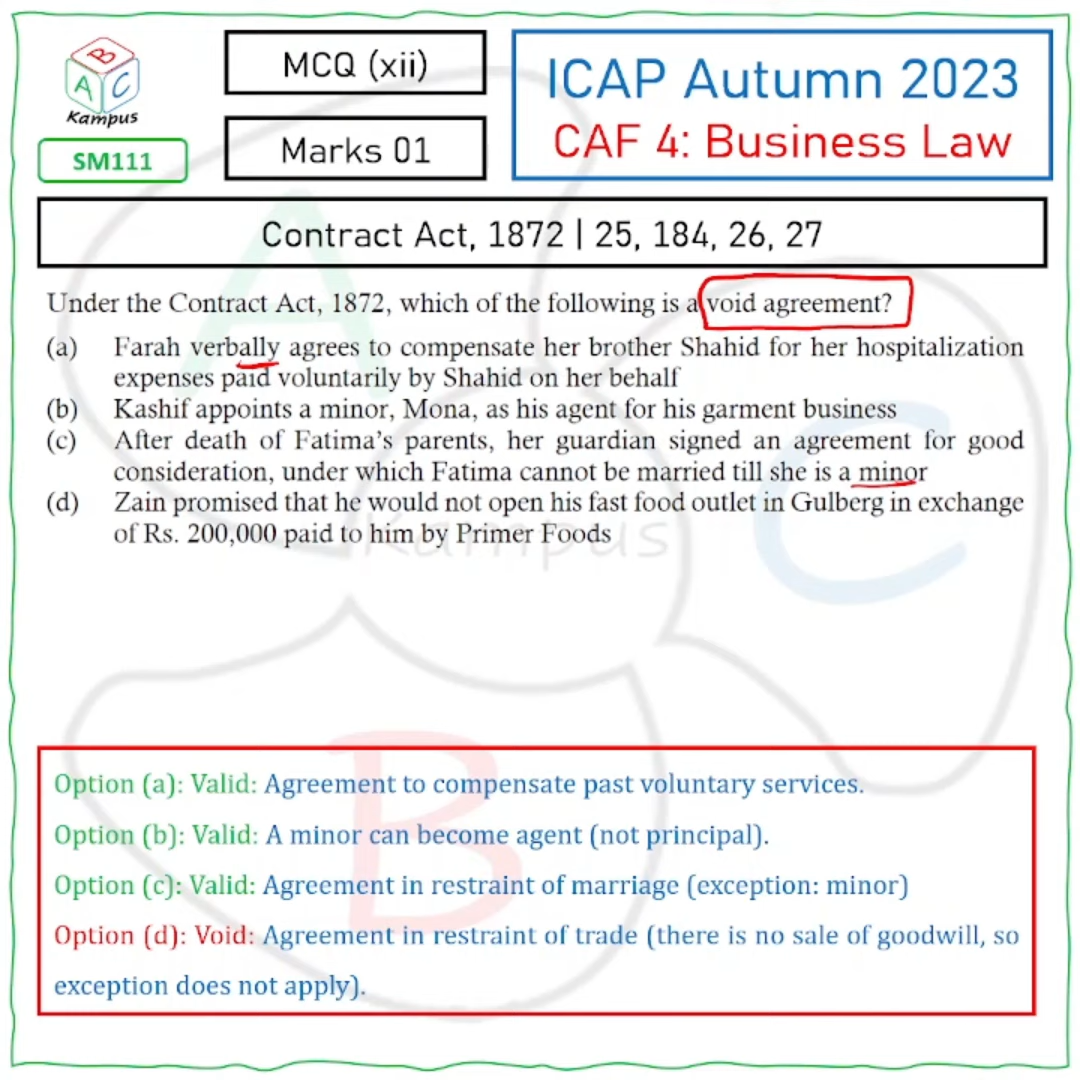 B
A C
Kampus
SM111
MCQ (xii)
Marks 01
ICAP Autumn 2023
CAF 4: Business Law
Contract Act, 1872 | 25, 184, 26, 27
Under the Contract Act, 1872, which of the following is a void agreement?
(a) Farah verbally agrees to compensate her brother Shahid for her hospitalization
expenses paid voluntarily by Shahid on her behalf
(b) Kashif appoints a minor, Mona, as his agent for his garment business
(c) After death of Fatima's parents, her guardian signed an agreement for good
consideration, under which Fatima cannot be married till she is a minor
(d) Zain promised that he would not open his fast food outlet in Gulberg in exchange
of Rs. 200,000 paid to him by Primer Foods
A
B
C
Kampus
Option (a): Valid: Agreement to compensate past voluntary services.
Option (b): Valid: A minor can become agent (not principal).
Option (c): Valid: Agreement in restraint of marriage (exception: minor)
Option (d): Void: Agreement in restraint of trade (there is no sale of goodwill, so
exception does not apply).